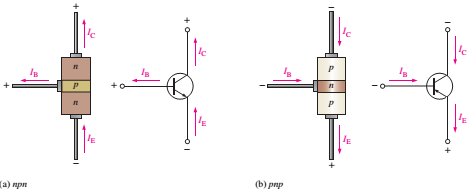 +
I_C
n
I_B
+
p
n
I_E
−
+
I_C
I_B
+
I_E
−
(a) npn
−
I_C
p
I_B
−
n
p
I_E
+
−
I_C
I_B
−
I_E
+
(b) pnp